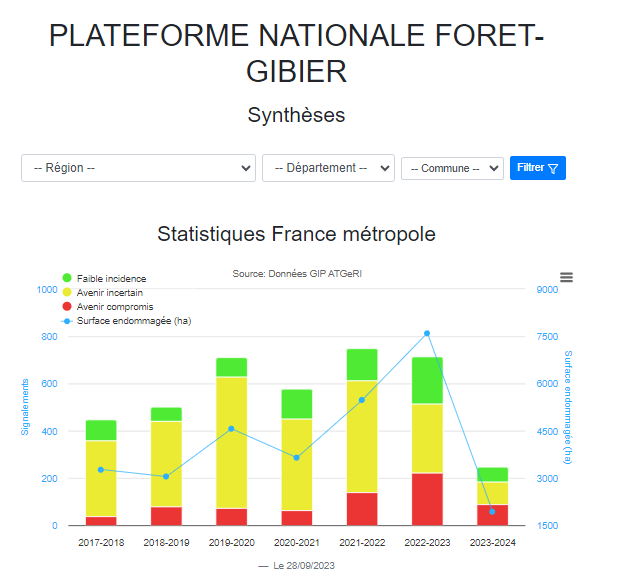 PLATEFORME NATIONALE FORET-
GIBIER
Synthèses
-- Région --
-- Département --
-- Commune --
Filtrer
Statistiques France métropole
Source: Données GIP ATGeRI
Faible incidence
Avenir incertain
Avenir compromis
Surface endommagée (ha)
Signalements
1000
800
600
400
200
0
Surface endommagée (ha)
9000
7500
6000
4500
3000
1500
2017-2018 2018-2019 2019-2020 2020-2021 2021-2022 2022-2023 2023-2024
— Le 28/09/2023